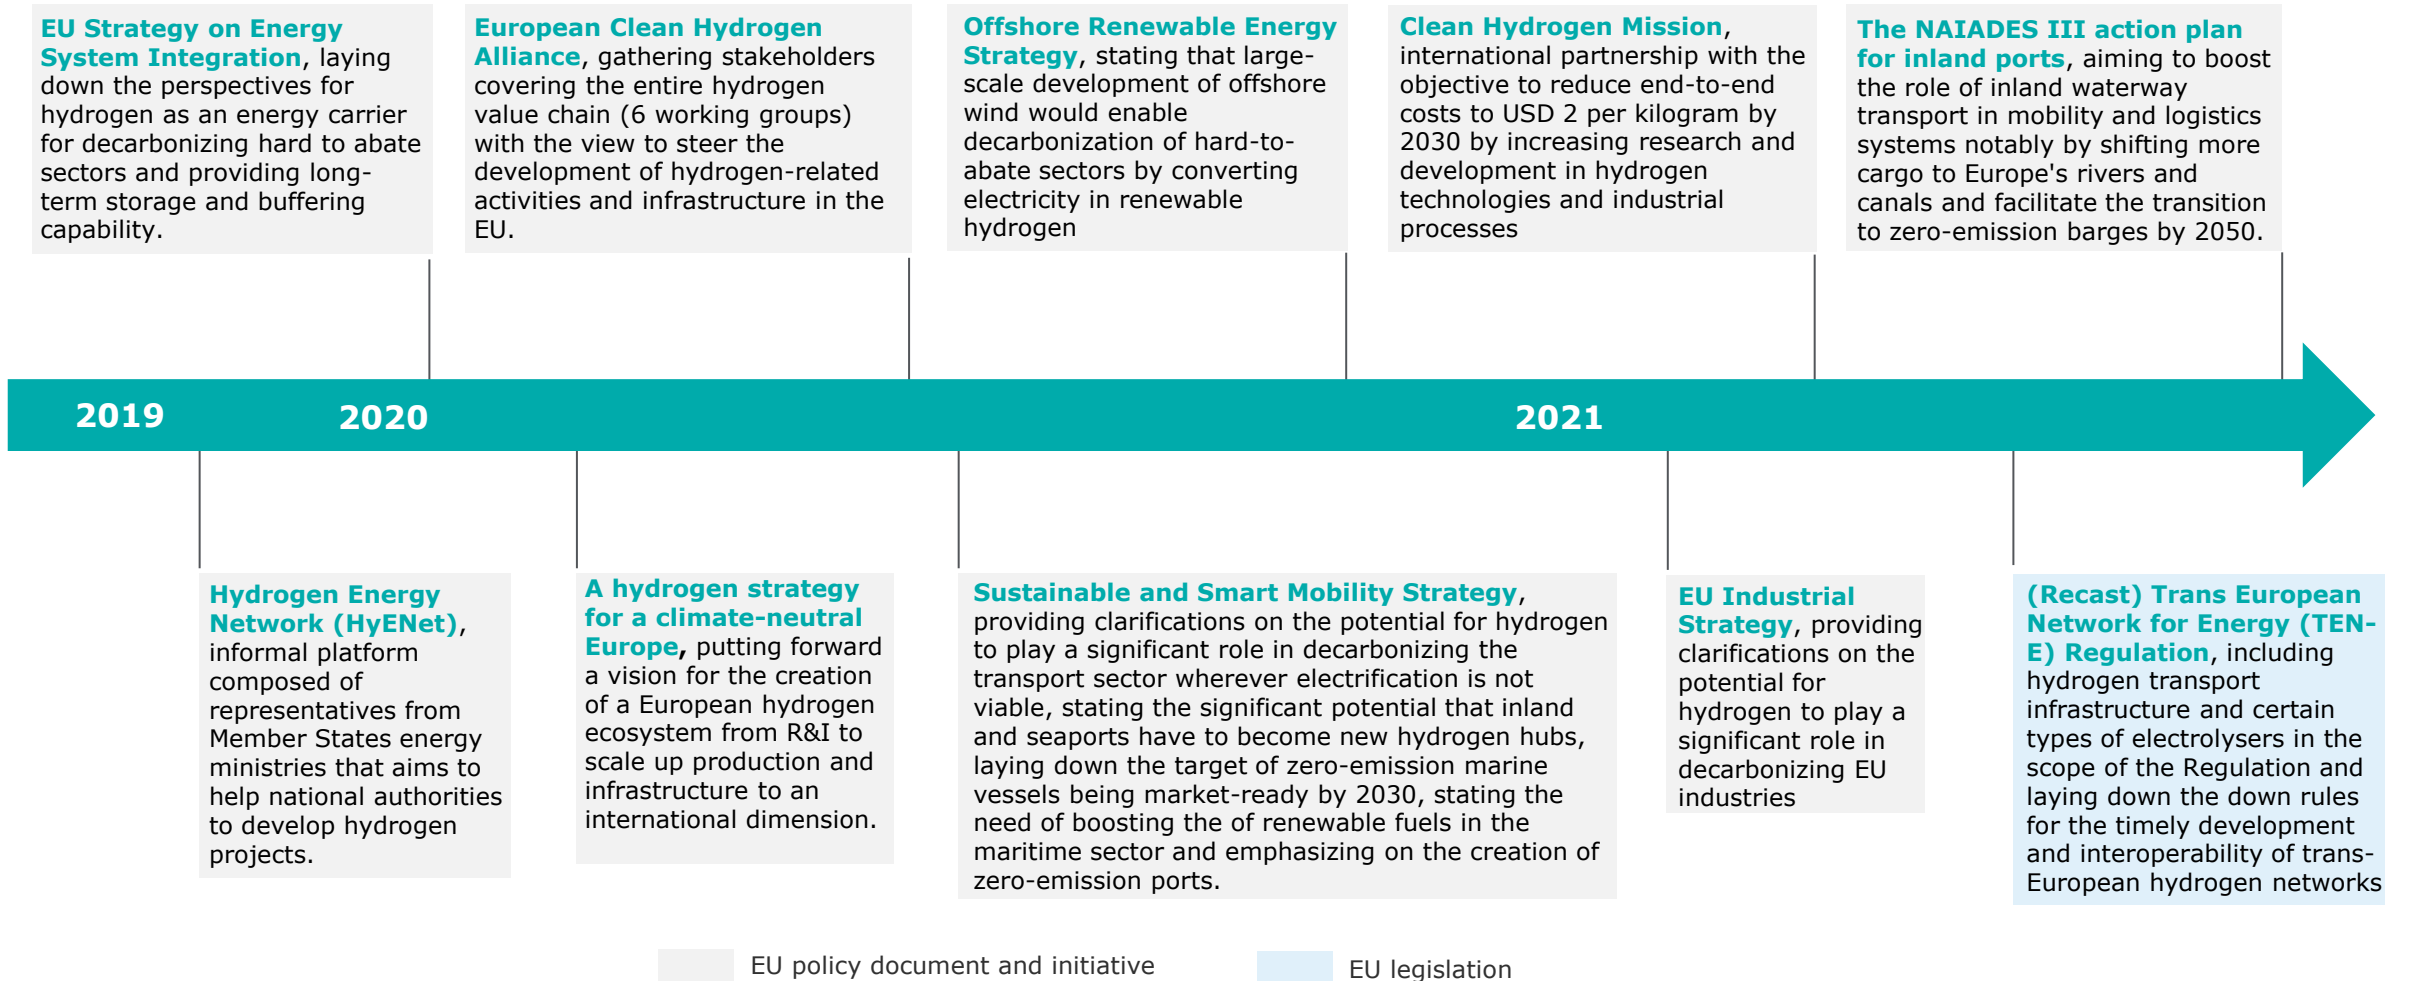 EU Strategy on Energy
System Integration, laying
down the perspectives for
hydrogen as an energy carrier
for decarbonizing hard to abate
sectors and providing long-
term storage and buffering
capability.
European Clean Hydrogen
Alliance, gathering stakeholders
covering the entire hydrogen
value chain (6 working groups)
with the view to steer the
development of hydrogen-related
activities and infrastructure in the
EU.
Offshore Renewable Energy
Strategy, stating that large-
scale development of offshore
wind would enable
decarbonization of hard-to-
abate sectors by converting
electricity in renewable
hydrogen
Clean Hydrogen Mission,
international partnership with the
objective to reduce end-to-end
costs to USD 2 per kilogram by
2030 by increasing research and
development in hydrogen
technologies and industrial
processes
The NAIADES III action plan
for inland ports, aiming to boost
the role of inland waterway
transport in mobility and logistics
systems notably by shifting more
cargo to Europe's rivers and
canals and facilitate the transition
to zero-emission barges by 2050.
2019
2020
2021
Hydrogen Energy
Network (HyENet),
informal platform
composed of
representatives from
Member States energy
ministries that aims to
help national authorities
to develop hydrogen
projects.
A hydrogen strategy
for a climate-neutral
Europe, putting forward
a vision for the creation
of a European hydrogen
ecosystem from R&I to
scale up production and
infrastructure to an
international dimension.
Sustainable and Smart Mobility Strategy,
providing clarifications on the potential for hydrogen
to play a significant role in decarbonizing the
transport sector wherever electrification is not
viable, stating the significant potential that inland
and seaports have to become new hydrogen hubs,
laying down the target of zero-emission marine
vessels being market-ready by 2030, stating the
need of boosting the of renewable fuels in the
maritime sector and emphasizing on the creation of
zero-emission ports.
EU Industrial
Strategy, providing
clarifications on the
potential for
hydrogen to play a
significant role in
decarbonizing EU
industries
(Recast) Trans European
Network for Energy (TEN-
E) Regulation, including
hydrogen transport
infrastructure and certain
types of electrolysers in the
scope of the Regulation and
laying down the down rules
for the timely development
and interoperability of trans-
European hydrogen networks
EU policy document and initiative
EU legislation